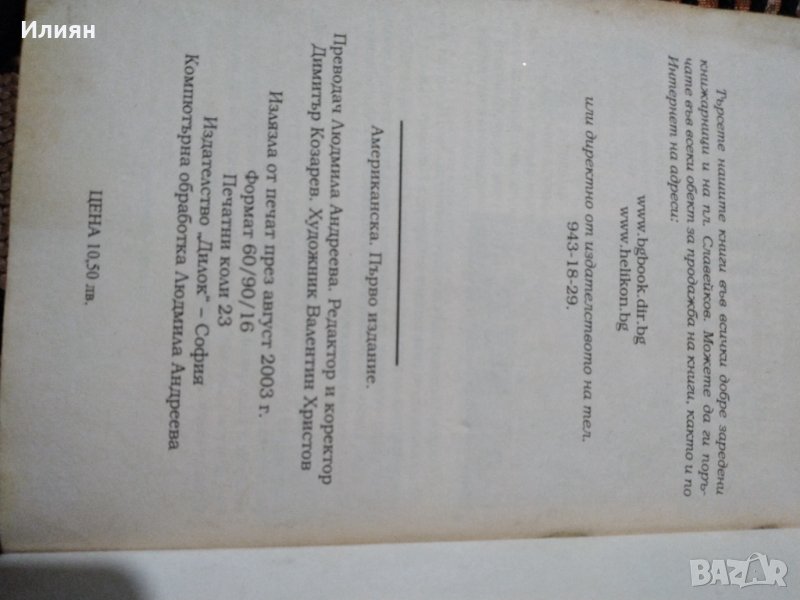 Илиян
Търсете нашите книги във всички добре заредени
книжарници и на пл. Славейков. Можете да ги поръ-
чате във всеки обект за продажба на книги, както и по
Интернет на адреси:
www.bgbook.dir.bg
www.helikon.bg
или директно от издателството на тел.
943-18-29.
Американска. Първо издание.
Преводач Людмила Андреева. Редактор и коректор
Димитър Козарев. Художник Валентин Христов
Излязла от печат през август 2003 г.
Формат 60/90/16
Печатни коли 23
Издателство „Дилок“ – София
Компютърна обработка Людмила Андреева
ЦЕНА 10,50 лв.
BAZAR